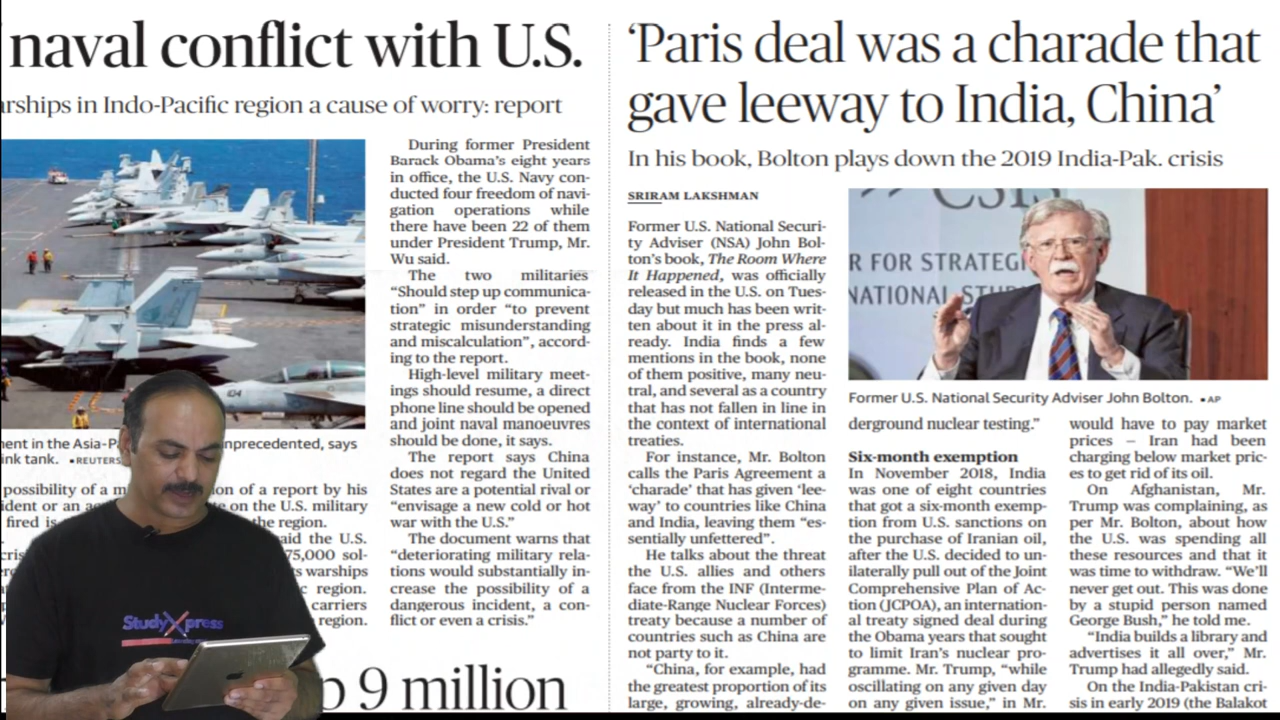 naval conflict with U.S.
arships in Indo-Pacific region a cause of worry: report
During former President
Barack Obama's eight years
in office, the U.S. Navy con-
ducted four freedom of navi-
gation operations while
there have been 22 of them
under President Trump, Mr.
Wu said.
The two militaries
“Should step up communica-
tion” in order “to prevent
strategic misunderstanding
and miscalculation”, accord-
ing to the report.
High-level military meet-
ings should resume, a direct
phone line should be opened
and joint naval manoeuvres
should be done, it says.
The report says China
does not regard the United
States are a potential rival or
“envisage a new cold or hot
war with the U.S.”
The document warns that
“deteriorating military rela-
tions would substantially in-
crease the possibility of a
dangerous incident, a con-
flict or even a crisis.”
104
ment in the Asia-P nprecedented, says
ink tank. ▪ REUTERS
possibility of a m on of a report by his
ident or an on the U.S. military
fired is the region.
aid the U.S.
75,000 sol-
warships
region.
carriers
region.
StudyXpress
9 million
‘Paris deal was a charade that
gave leeway to India, China’
In his book, Bolton plays down the 2019 India-Pak. crisis
SRIRAM LAKSHMAN
Former U.S. National Securi-
ty Adviser (NSA) John Bol-
ton's book, The Room Where
It Happened, was officially
released in the U.S. on Tues-
day but much has been writ-
ten about it in the press al-
ready. India finds a few
mentions in the book, none
of them positive, many neu-
tral, and several as a country
that has not fallen in line in
the context of international
treaties.
For instance, Mr. Bolton
calls the Paris Agreement a
‘charade’ that has given ‘lee-
way’ to countries like China
and India, leaving them “es-
sentially unfettered”.
He talks about the threat
the U.S. allies and others
face from the INF (Interme-
diate-Range Nuclear Forces)
treaty because a number of
countries such as China are
not party to it.
“China, for example, had
the greatest proportion of its
large, growing, already-de-
CSIS
R FOR STRATEGI
NATIONAL STU
Former U.S. National Security Adviser John Bolton. ▪ AP
derground nuclear testing.”
Six-month exemption
In November 2018, India
was one of eight countries
that got a six-month exemp-
tion from U.S. sanctions on
the purchase of Iranian oil,
after the U.S. decided to un-
ilaterally pull out of the Joint
Comprehensive Plan of Ac-
tion (JCPOA), an internation-
al treaty signed deal during
the Obama years that sought
to limit Iran's nuclear pro-
gramme. Mr. Trump, “while
oscillating on any given day
on any given issue,” in Mr.
would have to pay market
prices — Iran had been
charging below market pric-
es to get rid of its oil.
On Afghanistan, Mr.
Trump was complaining, as
per Mr. Bolton, about how
the U.S. was spending all
these resources and that it
was time to withdraw. “We'll
never get out. This was done
by a stupid person named
George Bush,” he told me.
“India builds a library and
advertises it all over,” Mr.
Trump had allegedly said.
On the India-Pakistan cri-
sis in early 2019 (the Balakot